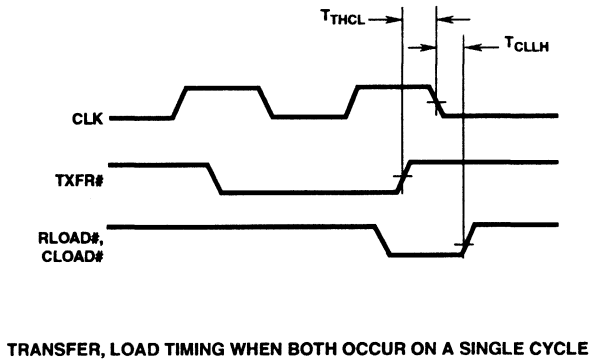 TTHCL
TCLLH
CLK
TXFR#
RLOAD#,
CLOAD#
TRANSFER, LOAD TIMING WHEN BOTH OCCUR ON A SINGLE CYCLE